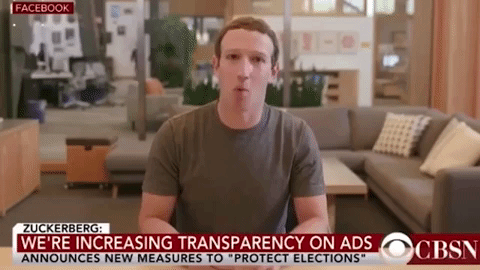 FACEBOOK
ZUCKERBERG:
WE'RE INCREASING TRANSPARENCY ON ADS
ANNOUNCES NEW MEASURES TO "PROTECT ELECTIONS"
CBSN